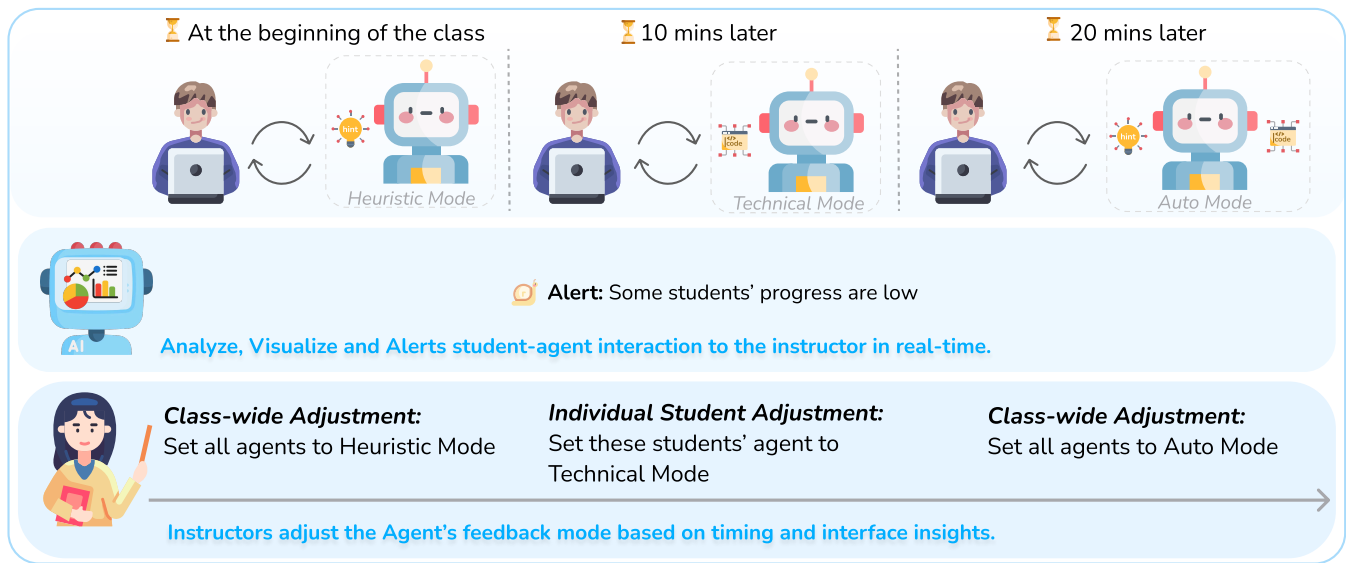 At the beginning of the class
10 mins later
20 mins later
hint
</>
code
hint
</>
code
Heuristic Mode
Technical Mode
Auto Mode
Alert: Some students’ progress are low
AI
Analyze, Visualize and Alerts student-agent interaction to the instructor in real-time.
Class-wide Adjustment:
Set all agents to Heuristic Mode
Individual Student Adjustment:
Set these students’ agent to
Technical Mode
Class-wide Adjustment:
Set all agents to Auto Mode
Instructors adjust the Agent’s feedback mode based on timing and interface insights.